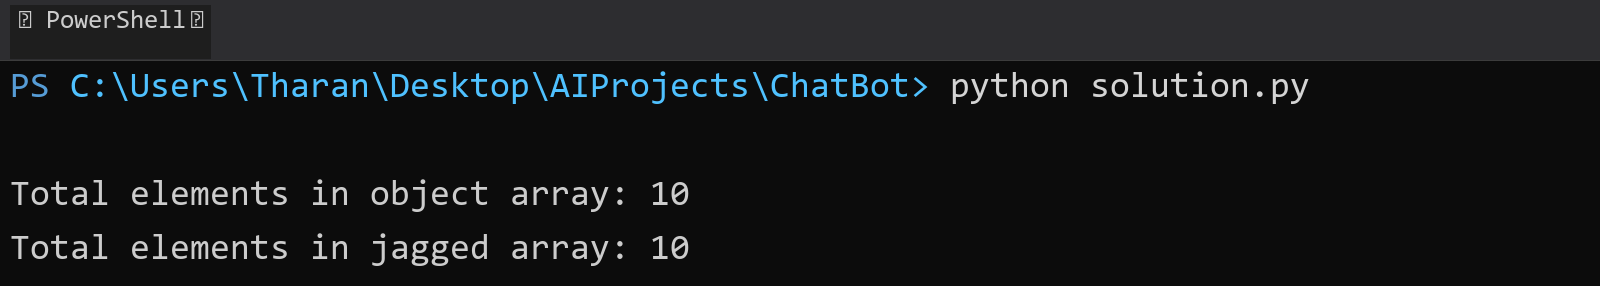 PowerShell
PS C:\Users\Tharan\Desktop\AIProjects\ChatBot> python solution.py
Total elements in object array: 10
Total elements in jagged array: 10